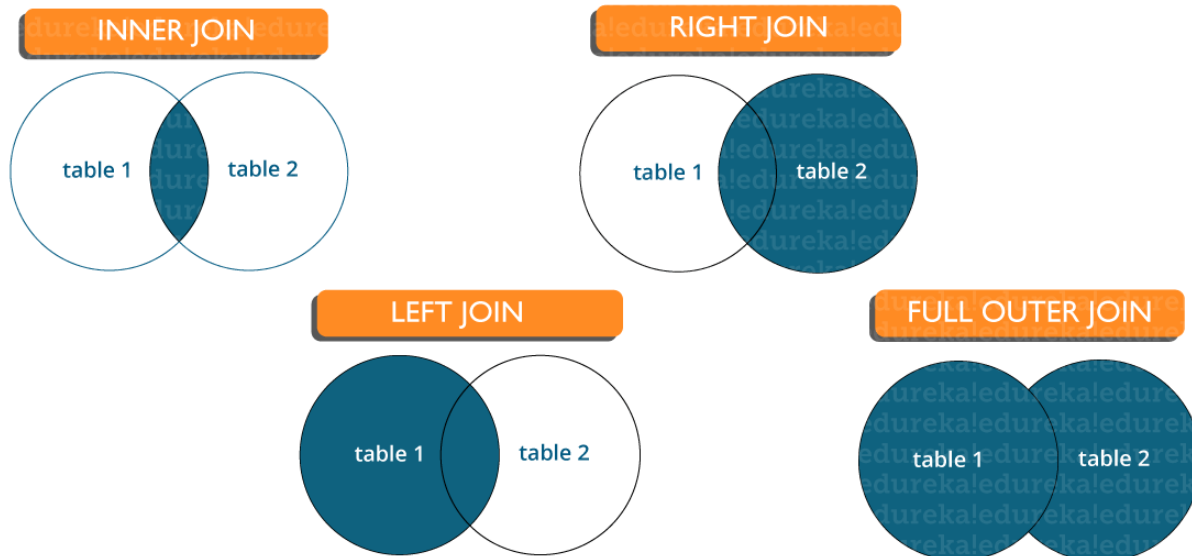 INNER JOIN
RIGHT JOIN
table 1
table 2
table 1
table 2
LEFT JOIN
FULL OUTER JOIN
table 1
table 2
table 1
table 2